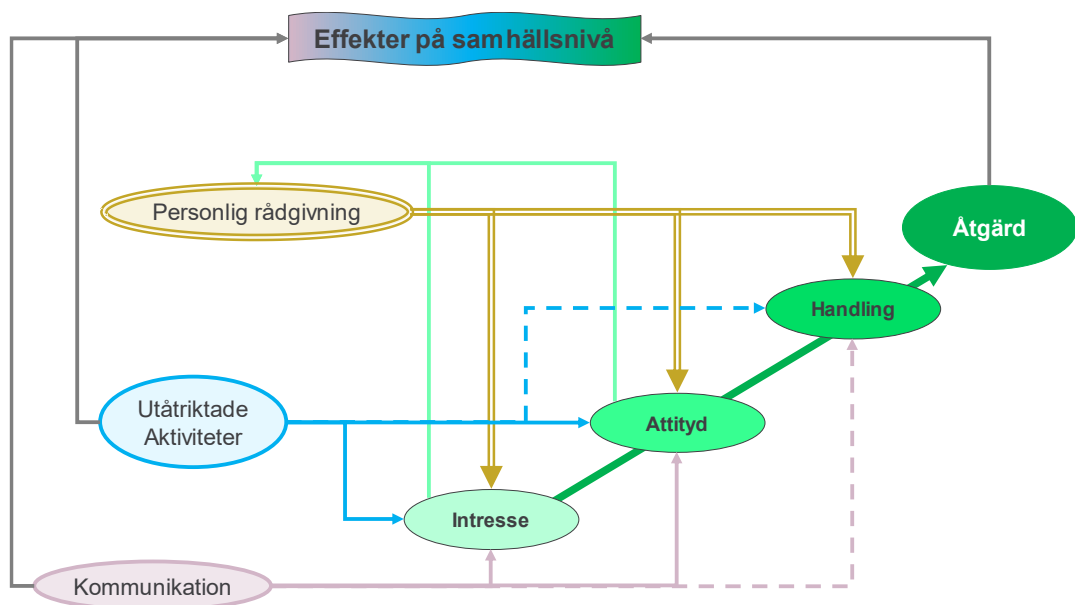 Effekter på samhällsnivå
Personlig rådgivning
Åtgärd
Handling
Utåtriktade
Aktiviteter
Attityd
Intresse
Kommunikation